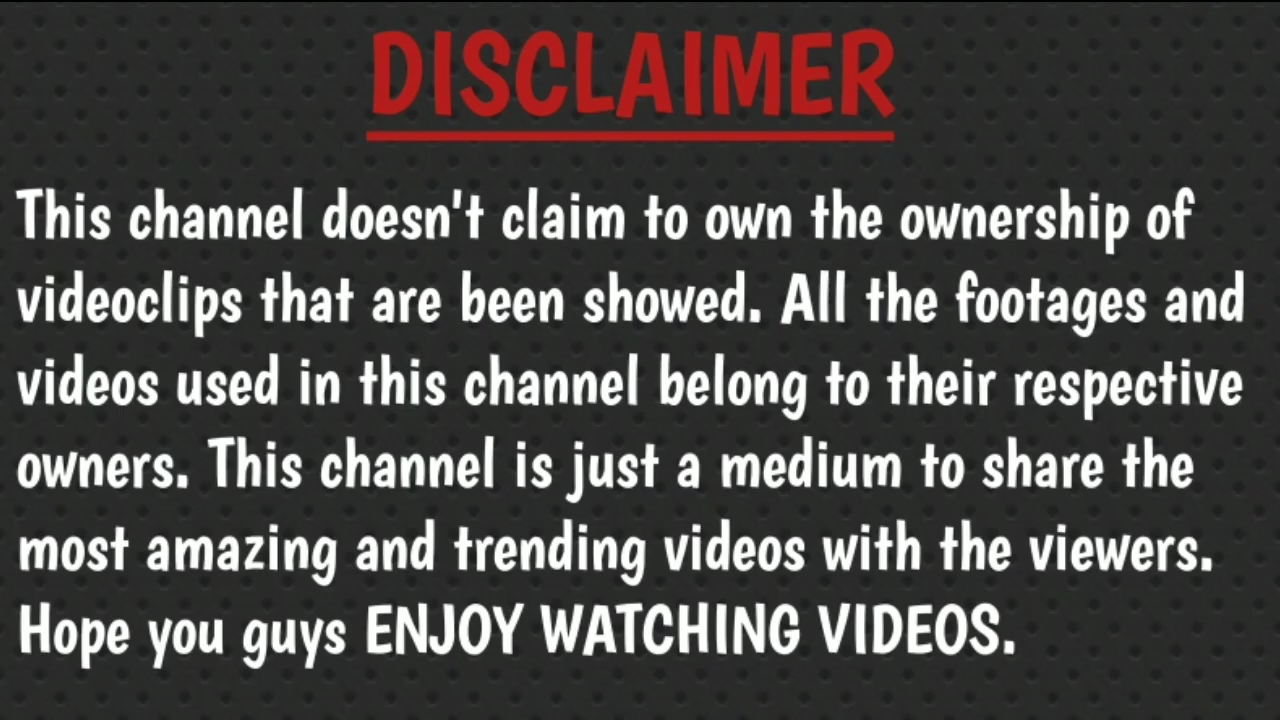 DISCLAIMER
This channel doesn't claim to own the ownership of
videoclips that are been showed. All the footages and
videos used in this channel belong to their respective
owners. This channel is just a medium to share the
most amazing and trending videos with the viewers.
Hope you guys ENJOY WATCHING VIDEOS.